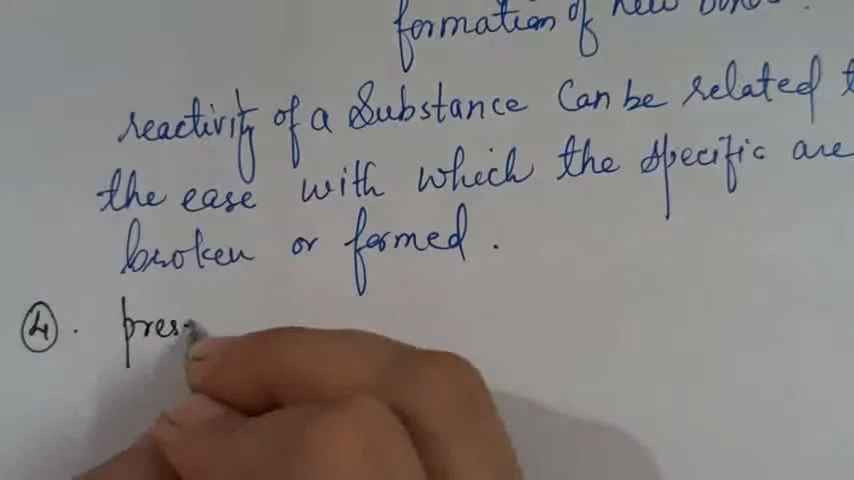 formation of new
reactivity of a Substance Can be related
the ease with which the specific are
broken or formed.
4. pres